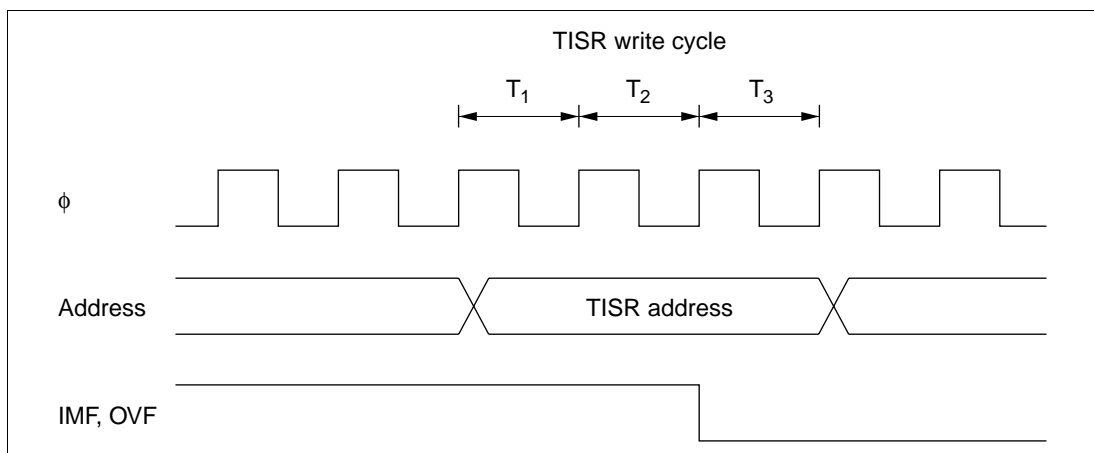 TISR write cycle
T1 T2 T3
ϕ
Address TISR address
IMF, OVF